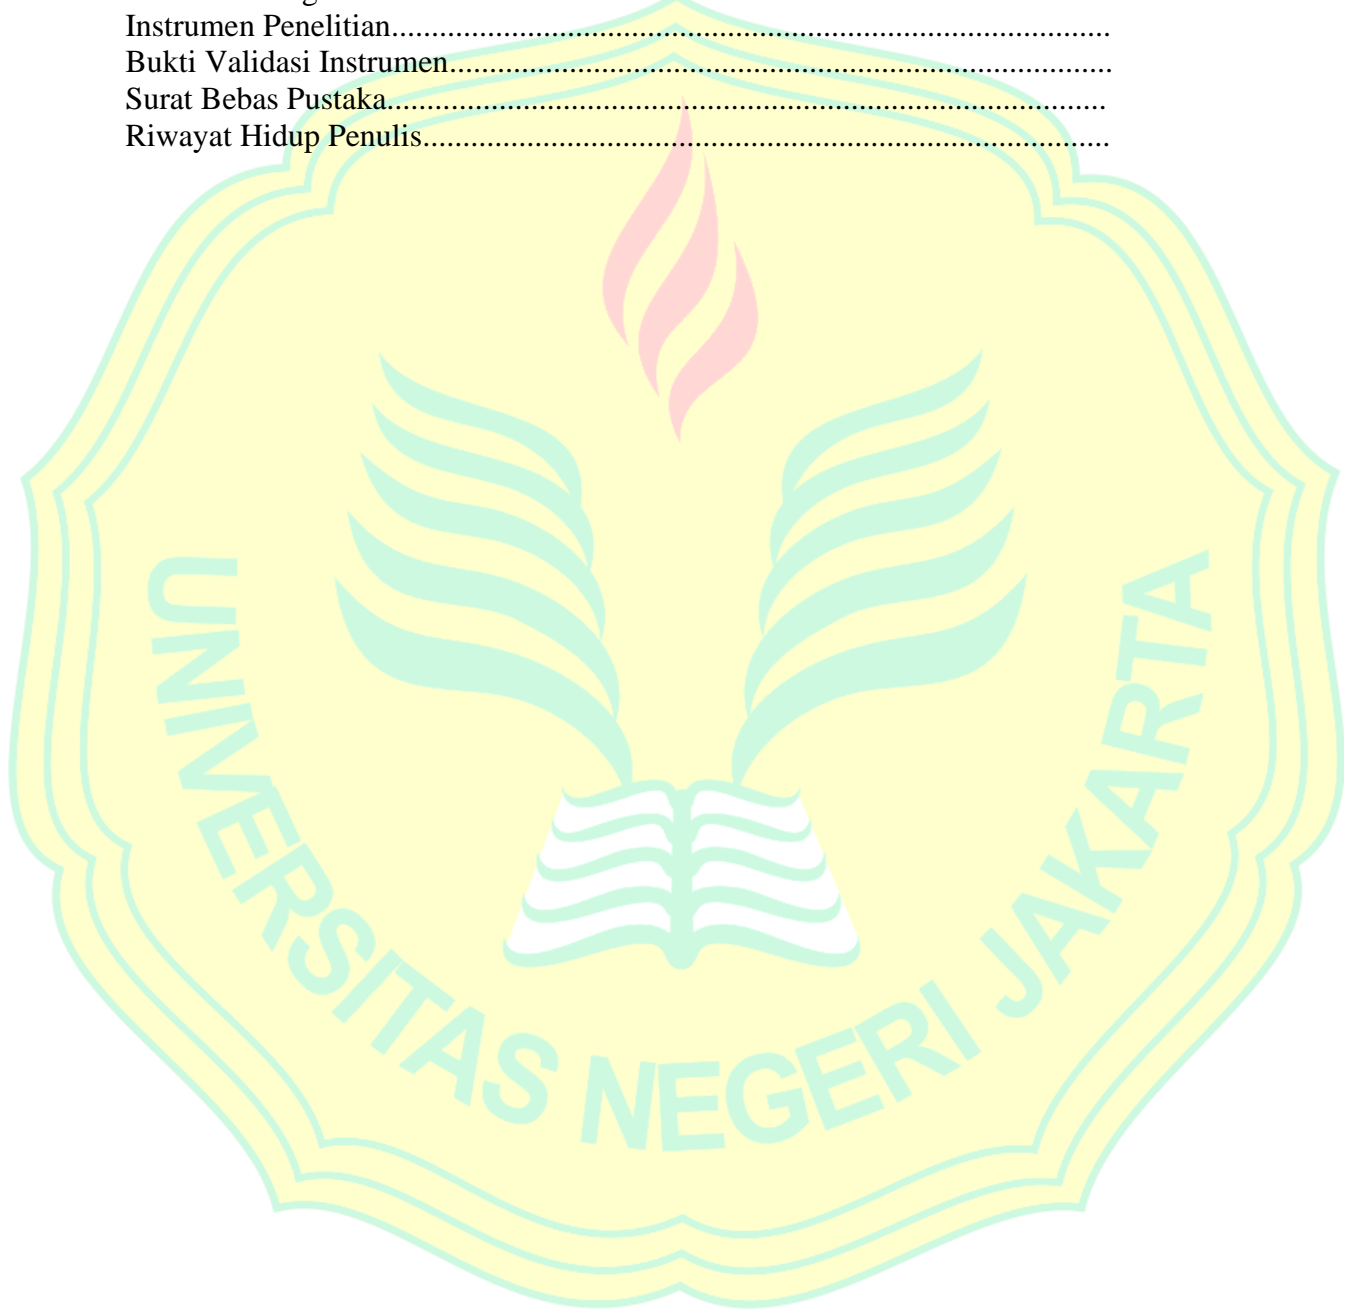 Instrumen Penelitian..........................................................................................
Bukti Validasi Instrumen...................................................................................
Surat Bebas Pustaka..........................................................................................
Riwayat Hidup Penulis......................................................................................
UNIVERSITAS NEGERI JAKARTA